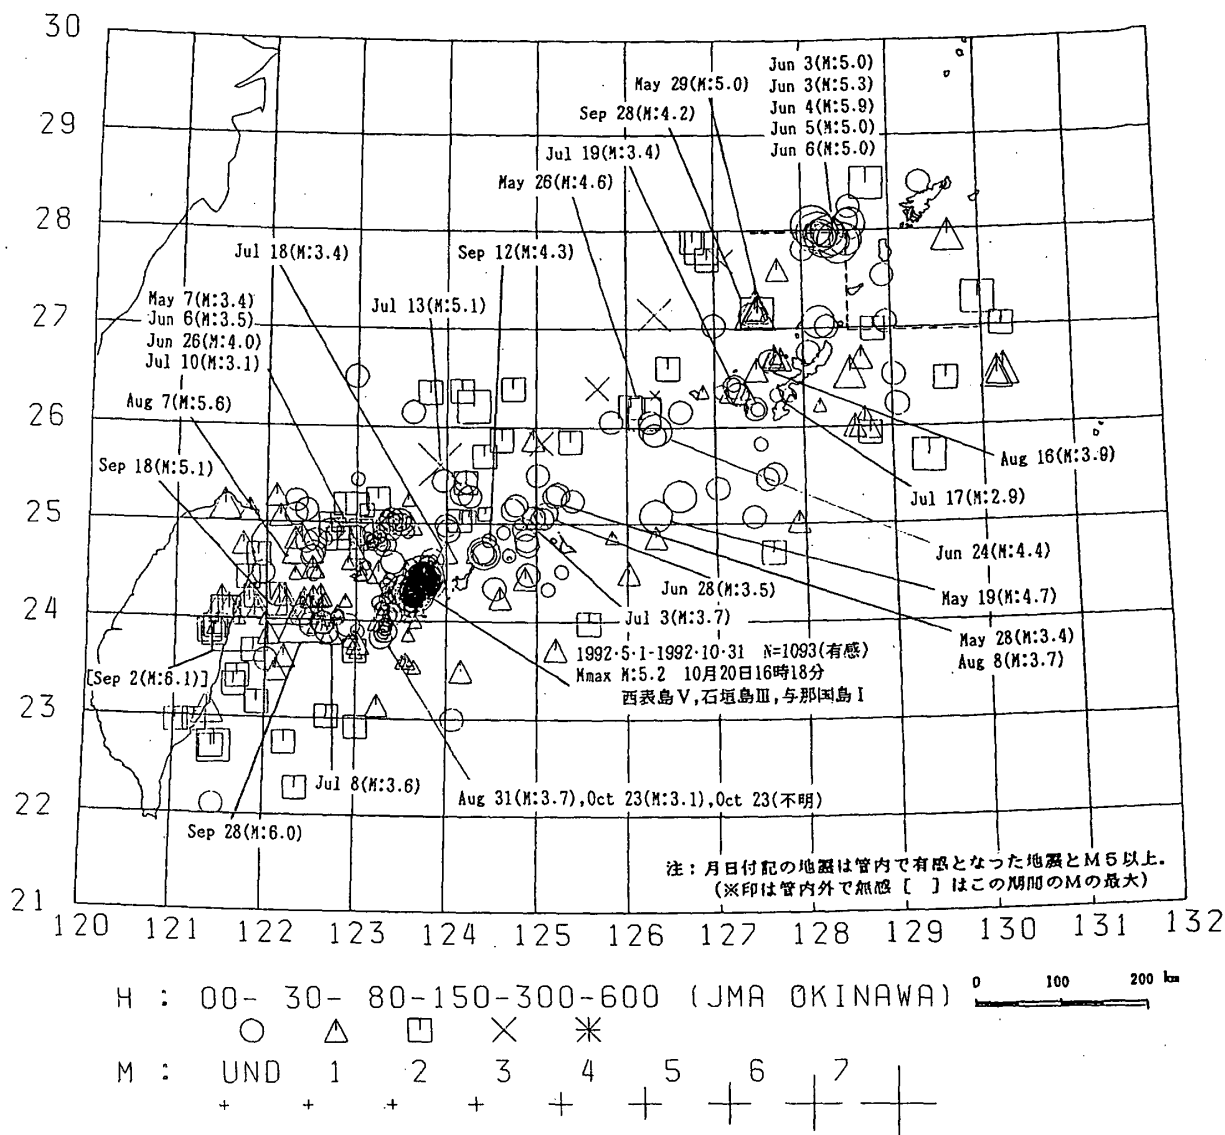 30
29
28
27
26
25
24
23
22
21
Jun 3(M:5.0)
Jun 3(M:5.3)
Jun 4(M:5.9)
Jun 5(M:5.0)
Jun 6(M:5.0)
May 29(M:5.0)
Sep 28(M:4.2)
Jul 19(M:3.4)
May 26(M:4.6)
Jul 18(M:3.4)
Sep 12(M:4.3)
Jul 13(M:5.1)
May 7(M:3.4)
Jun 6(M:3.5)
Jun 26(M:4.0)
Jul 10(M:3.1)
Aug 7(M:5.6)
Sep 18(M:5.1)
Aug 16(M:3.9)
Jul 17(M:2.9)
Jun 24(M:4.4)
May 19(M:4.7)
Jun 28(M:3.5)
Jul 3(M:3.7)
May 28(M:3.4)
Aug 8(M:3.7)
1992·5·1-1992·10·31 N=1093(有感)
Mmax M:5.2 10月20日16時18分
西表島Ⅴ,石垣島Ⅲ,与那国島Ⅰ
[Sep 2(M:6.1)]
Jul 8(M:3.6)
Aug 31(M:3.7),Oct 23(M:3.1),Oct 23(不明)
Sep 28(M:6.0)
注:月日付記の地震は管内で有感となった地震とM5以上。
(※印は管内外で無感 [ ] はこの期間のMの最大)
120 121 122 123 124 125 126 127 128 129 130 131 132
H : 00- 30- 80-150-300-600 (JMA OKINAWA)
0 100 200 km
M : UND 1 2 3 4 5 6 7